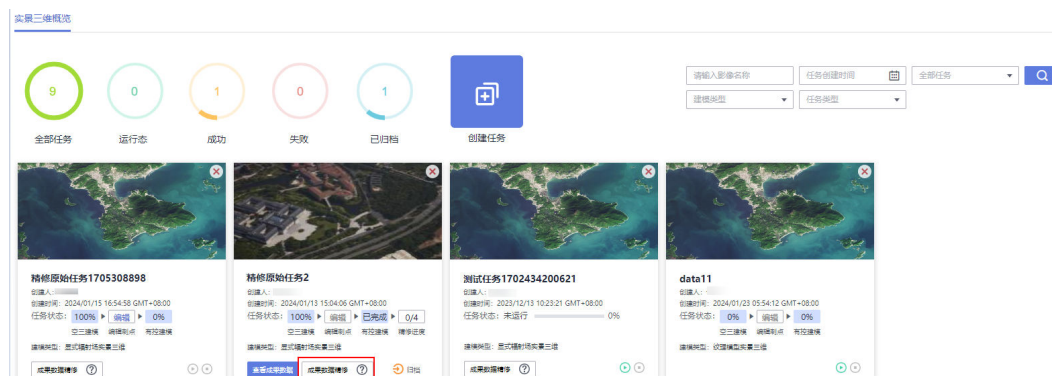 实景三维概览
9
0
1
0
1
全部任务
运行态
成功
失败
已归档
创建任务
请输入影像名称
任务创建时间
全部任务
建模类型
任务类型
精修原始任务1705308898
创建人:
创建时间: 2024/01/15 16:54:58 GMT+08:00
任务状态: 100% 编辑 0%
空三建模 编辑刺点 有控建模
建模类型: 显式辐射场实景三维
成果数据精修
精修原始任务2
创建人:
创建时间: 2024/01/13 15:04:06 GMT+08:00
任务状态: 100% 编辑 已完成 0/4
空三建模 编辑刺点 有控建模 精修进度
建模类型: 显式辐射场实景三维
查看成果数据 成果数据精修 归档
测试任务1702434200621
创建人:
创建时间: 2023/12/13 10:23:21 GMT+08:00
任务状态: 未运行 0%
建模类型: 显式辐射场实景三维
成果数据精修
data11
创建人:
创建时间: 2024/01/23 05:54:12 GMT+08:00
任务状态: 0% 编辑 0%
空三建模 编辑刺点 有控建模
建模类型: 纹理模型实景三维